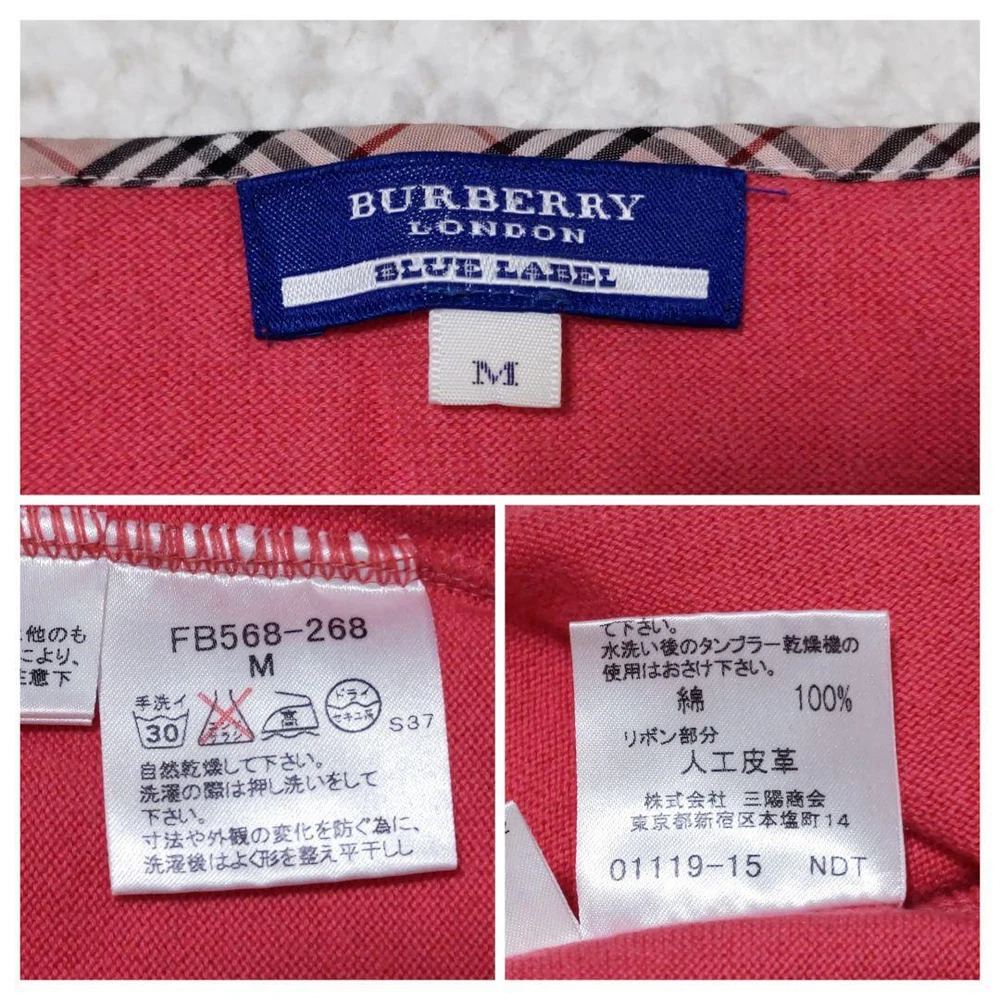 BURBERRY
LONDON
BLUE LABEL
M
他のも
により、
注意下
FB568-268
M
手洗イ
30
エンソ
サラシ
高
ドライ
セキユ系
S37
自然乾燥して下さい。
洗濯の際は押し洗いをして
下さい。
寸法や外観の変化を防ぐ為に、
洗濯後はよく形を整え平干しし
て下さい。
水洗い後のタンブラー乾燥機の
使用はおさけ下さい。
綿 100%
リボン部分
人工皮革
株式会社 三陽商会
東京都新宿区本塩町14
01119-15 NDT